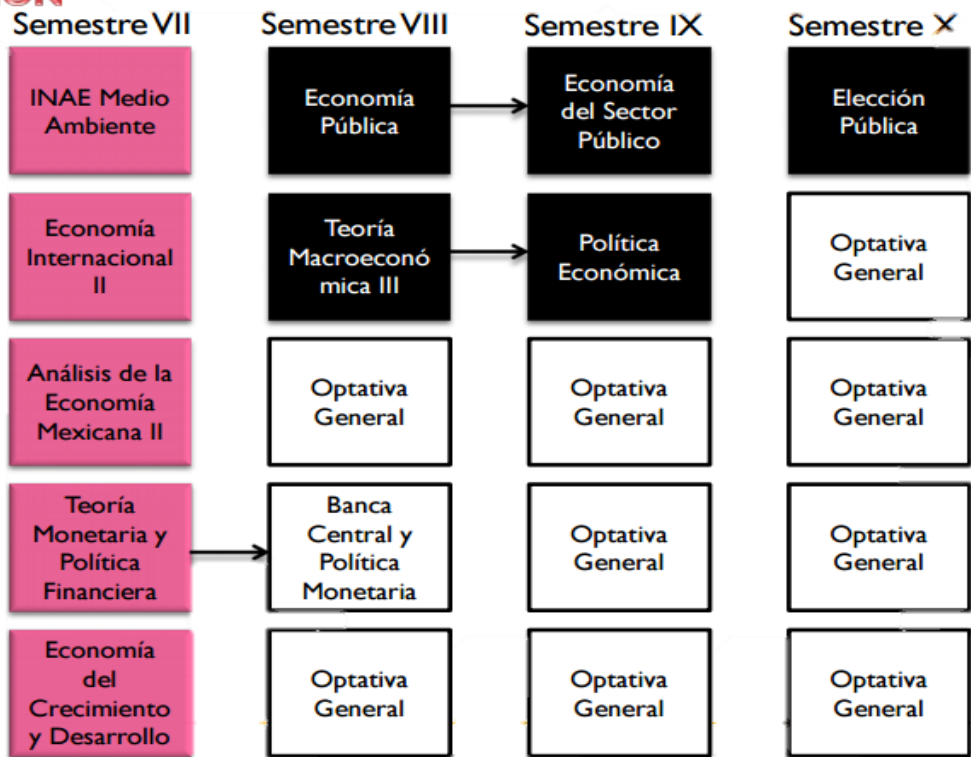 Semestre VII
Semestre VIII
Semestre IX
Semestre X
INAE Medio
Ambiente
Economía
Pública
Economía
del Sector
Público
Elección
Pública
Economía
Internacional
II
Teoría
Macroeconó
mica III
Política
Económica
Optativa
General
Análisis de la
Economía
Mexicana II
Optativa
General
Optativa
General
Optativa
General
Teoría
Monetaria y
Política
Financiera
Banca
Central y
Política
Monetaria
Optativa
General
Optativa
General
Economía
del
Crecimiento
y Desarrollo
Optativa
General
Optativa
General
Optativa
General